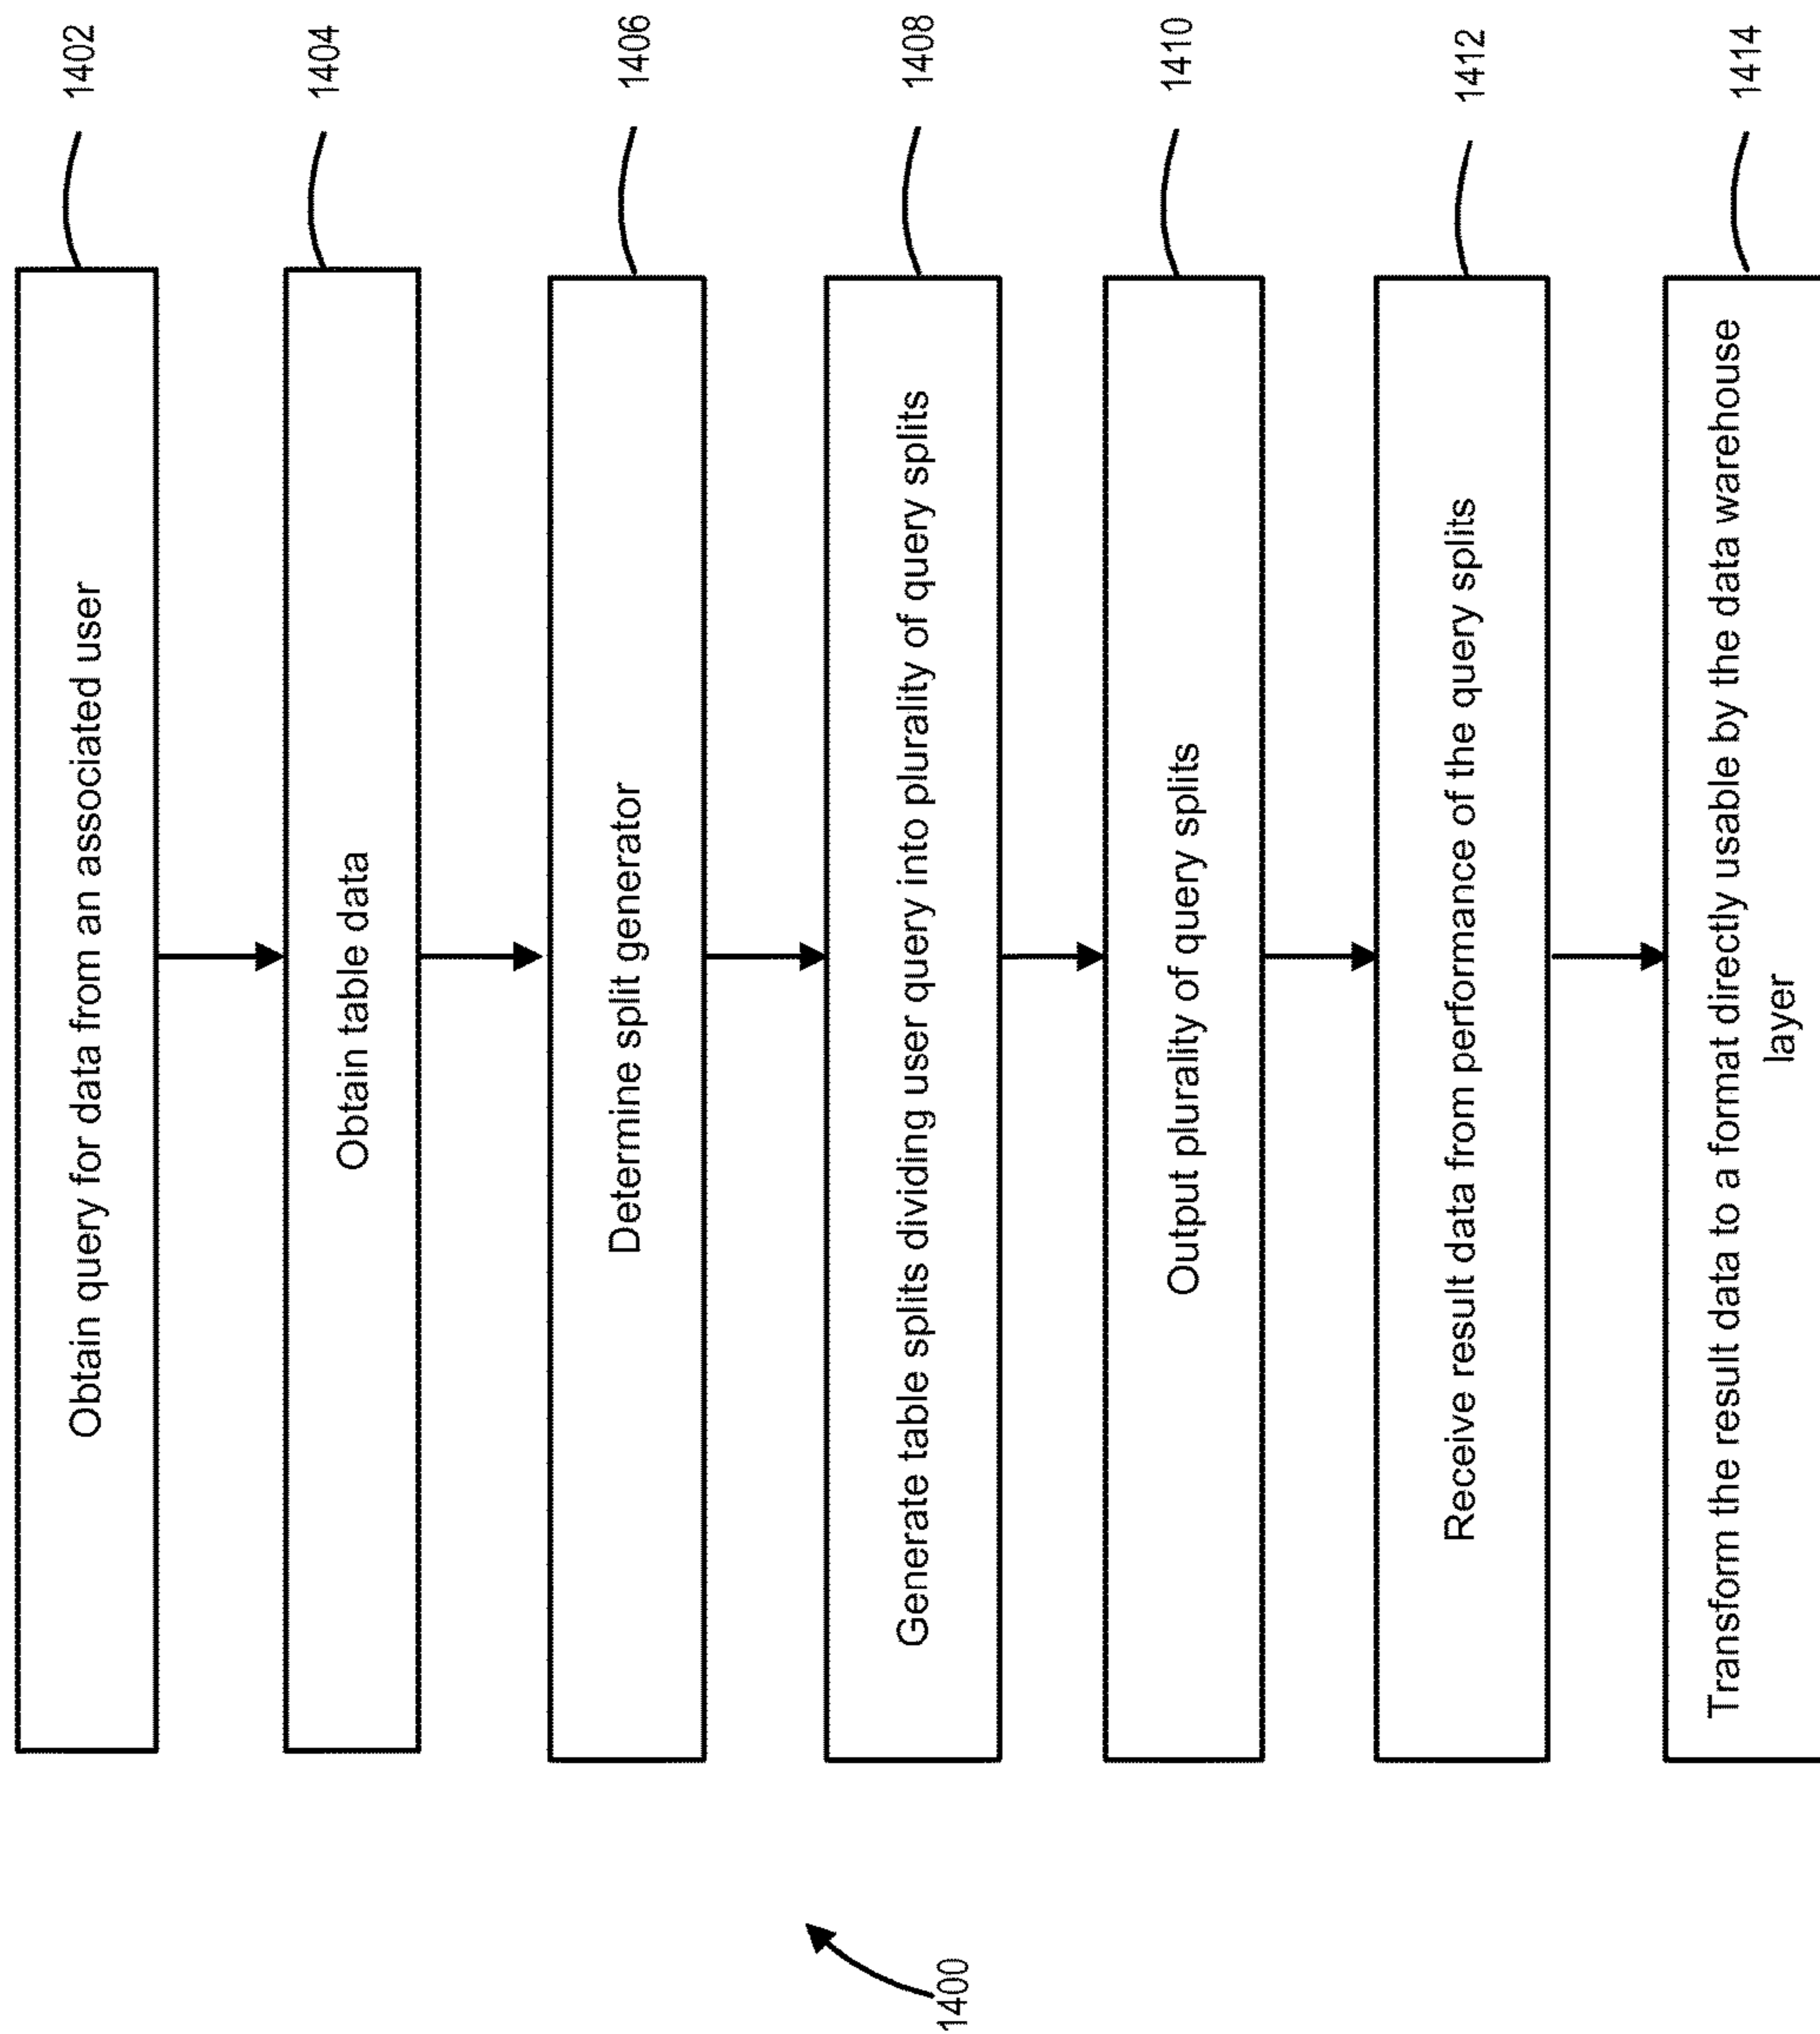 1400
Obtain query for data from an associated user
1402
Obtain table data
1404
Determine split generator
1406
Generate table splits dividing user query into plurality of query splits
1408
Output plurality of query splits
1410
Receive result data from performance of the query splits
1412
Transform the result data to a format directly usable by the data warehouse
layer
1414